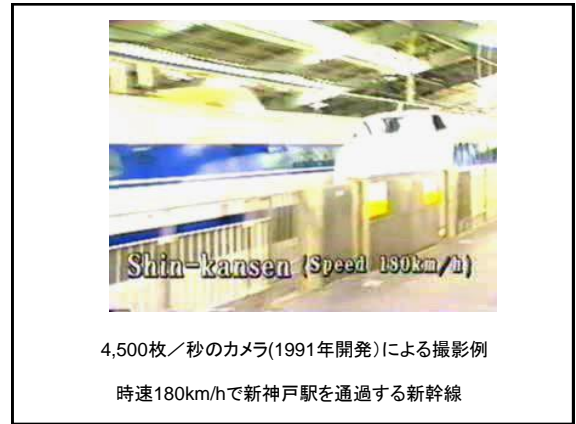 Shin-kansen (Speed 180km/h)
4,500枚／秒のカメラ(1991年開発）による撮影例
時速180km/hで新神戸駅を通過する新幹線